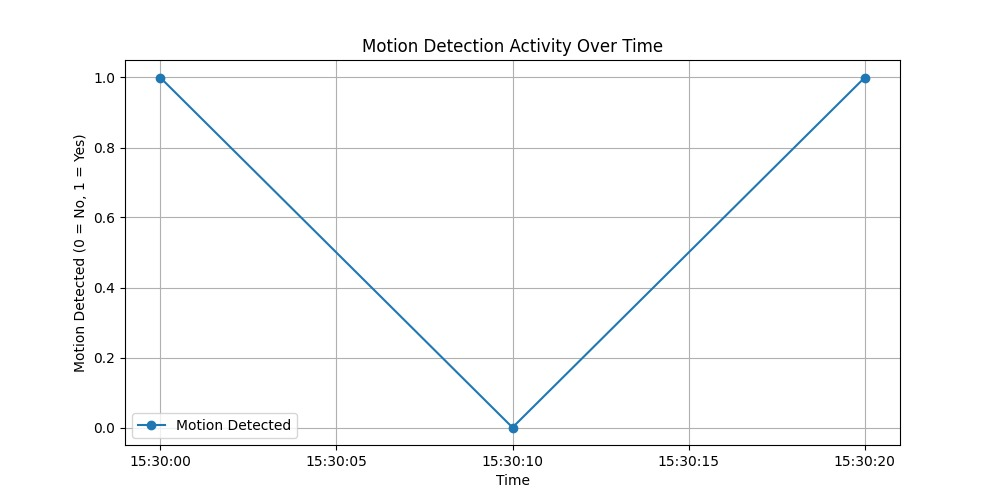 Motion Detection Activity Over Time
Motion Detected (0 = No, 1 = Yes)
1.0
0.8
0.6
0.4
0.2
0.0
Motion Detected
15:30:00 15:30:05 15:30:10 15:30:15 15:30:20
Time